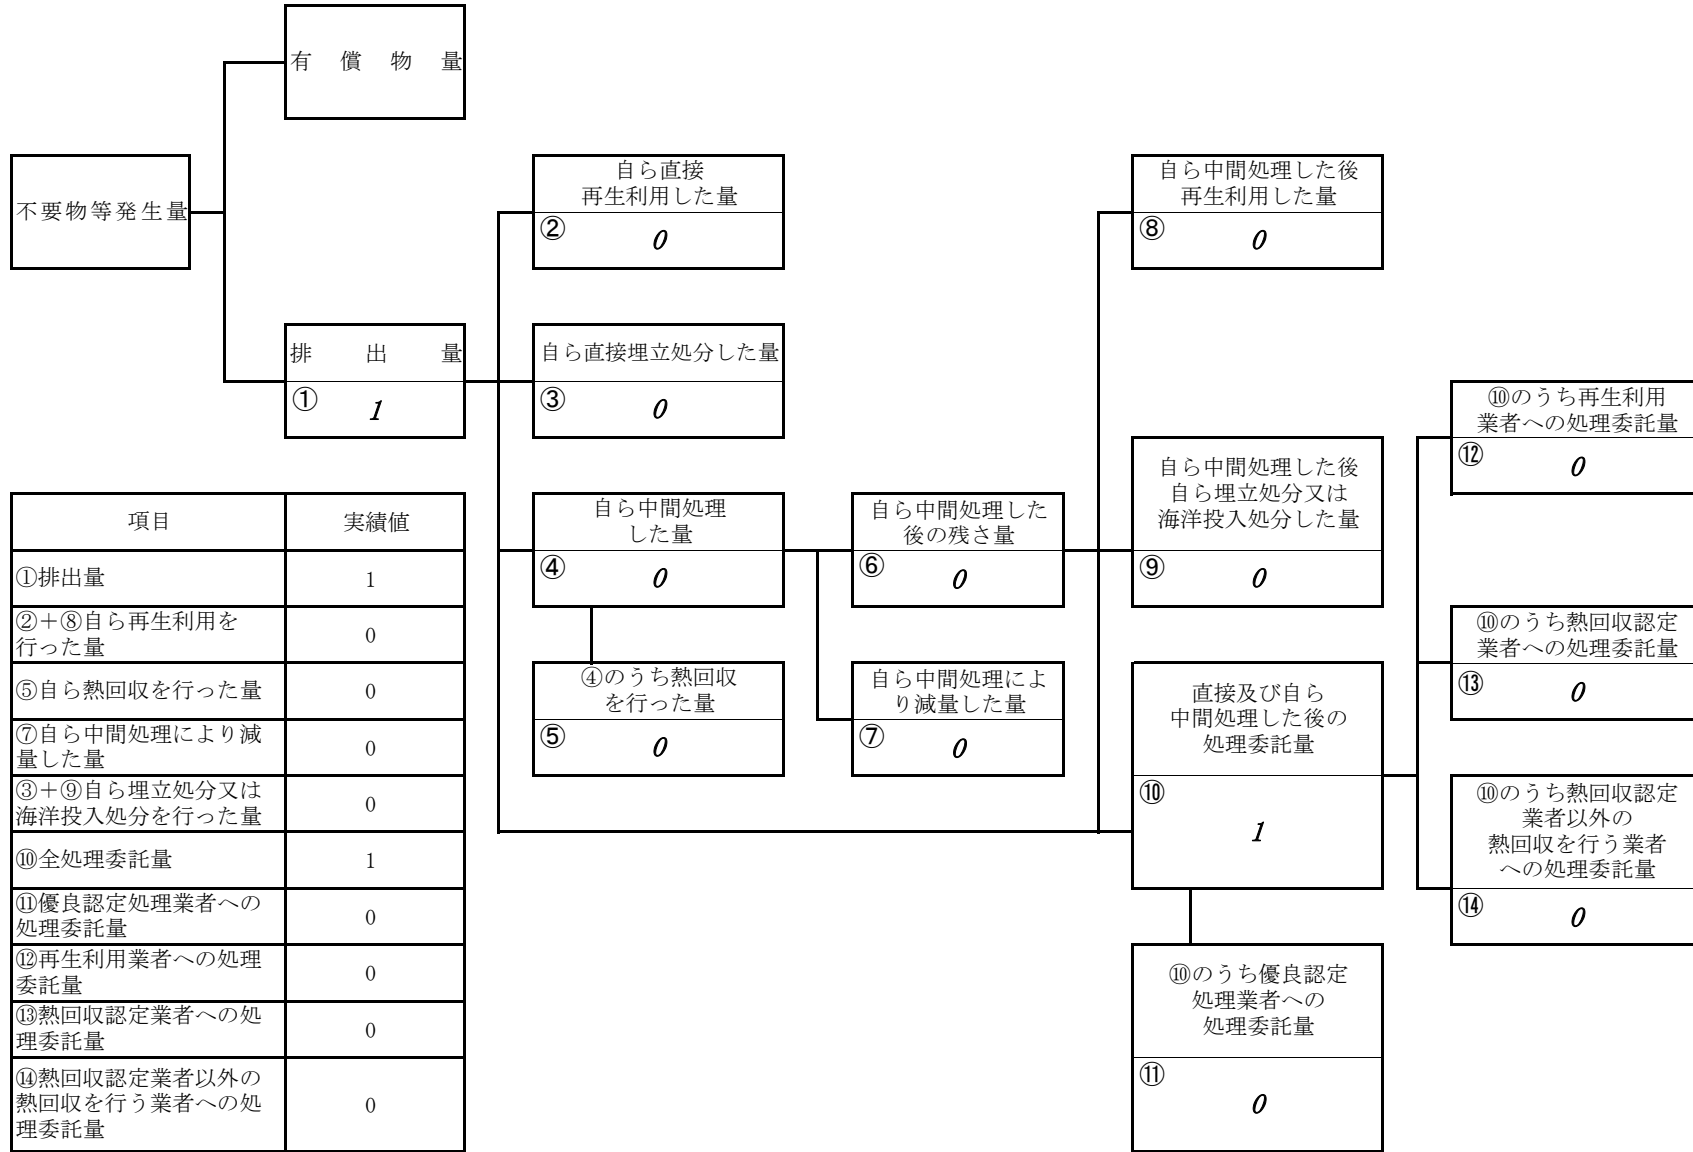 有償物量
不要物等発生量
自ら直接
再生利用した量
② 0
自ら中間処理した後
再生利用した量
⑧ 0
排出量
① 1
自ら直接埋立処分した量
③ 0
自ら中間処理
した量
④ 0
自ら中間処理した
後の残さ量
⑥ 0
自ら中間処理した後
自ら埋立処分又は
海洋投入処分した量
⑨ 0
⑩のうち再生利用
業者への処理委託量
⑫ 0
④のうち熱回収
を行った量
⑤ 0
自ら中間処理によ
り減量した量
⑦ 0
直接及び自ら
中間処理した後の
処理委託量
⑩
1
⑩のうち熱回収認定
業者への処理委託量
⑬ 0
⑩のうち熱回収認定
業者以外の
熱回収を行う業者
への処理委託量
⑭ 0
⑩のうち優良認定
処理業者への
処理委託量
⑪
0
項目 実績値
①排出量 1
②＋⑧自ら再生利用を
行った量 0
⑤自ら熱回収を行った量 0
⑦自ら中間処理により減
量した量 0
③＋⑨自ら埋立処分又は
海洋投入処分を行った量 0
⑩全処理委託量 1
⑪優良認定処理業者への
処理委託量 0
⑫再生利用業者への処理
委託量 0
⑬熱回収認定業者への処
理委託量 0
⑭熱回収認定業者以外の
熱回収を行う業者への処 0
理委託量